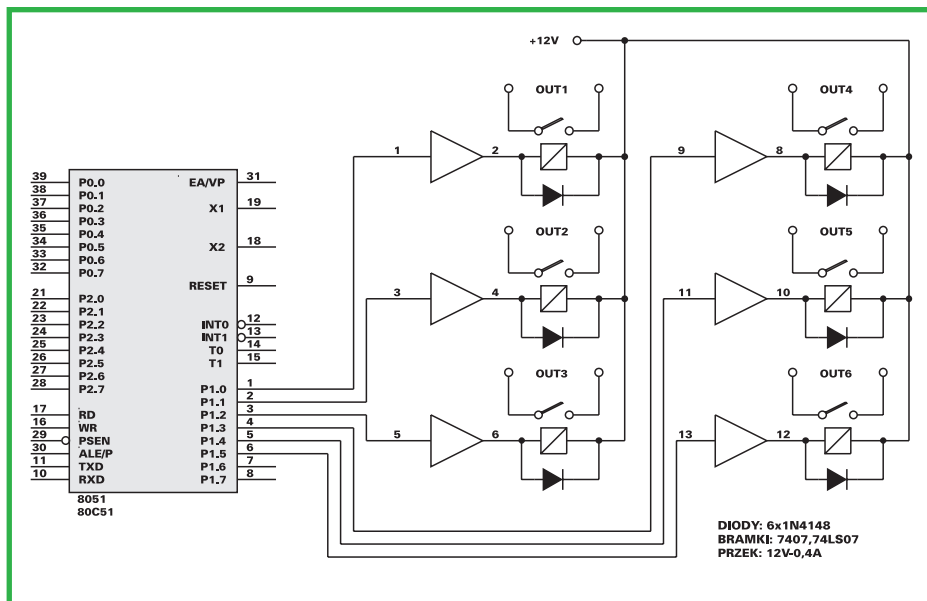 +12V
OUT1
OUT4
1
2
9
8
39
P0.0
EA/VP
31
38
P0.1
37
P0.2
X1
19
36
P0.3
35
P0.4
34
P0.5
X2
18
33
P0.6
32
P0.7
OUT2
OUT5
RESET
9
3
4
11
10
21
P2.0
22
P2.1
23
P2.2
INT0
12
24
P2.3
INT1
13
25
P2.4
T0
14
26
P2.5
T1
15
27
P2.6
28
P2.7
P1.0
1
P1.1
2
OUT3
OUT6
17
RD
P1.2
3
16
WR
P1.3
4
29
PSEN
P1.4
5
30
ALE/P
P1.5
6
11
TXD
P1.6
7
10
RXD
P1.7
8
5
6
13
12
8051
80C51
DIODY: 6x1N4148
BRAMKI: 7407,74LS07
PRZEK: 12V-0,4A